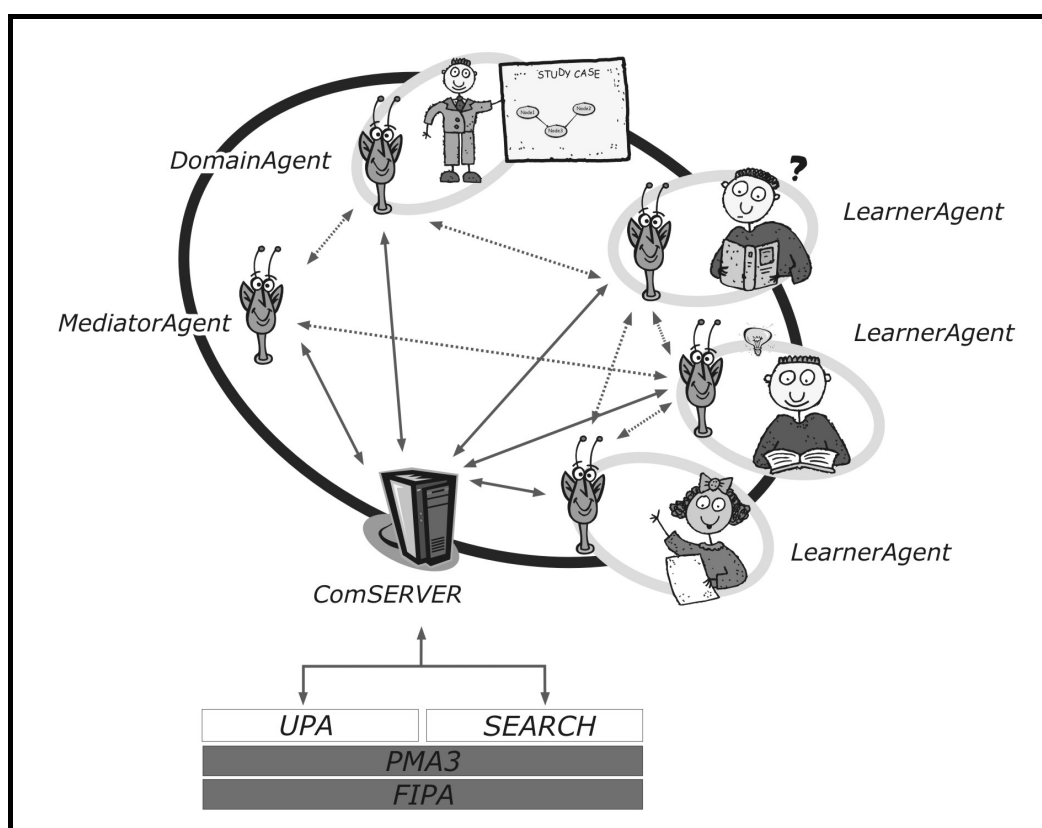 STUDY CASE
Node1
Node2
Node3
DomainAgent
?
LearnerAgent
MediatorAgent
LearnerAgent
LearnerAgent
ComSERVER
UPA
SEARCH
PMA3
FIPA